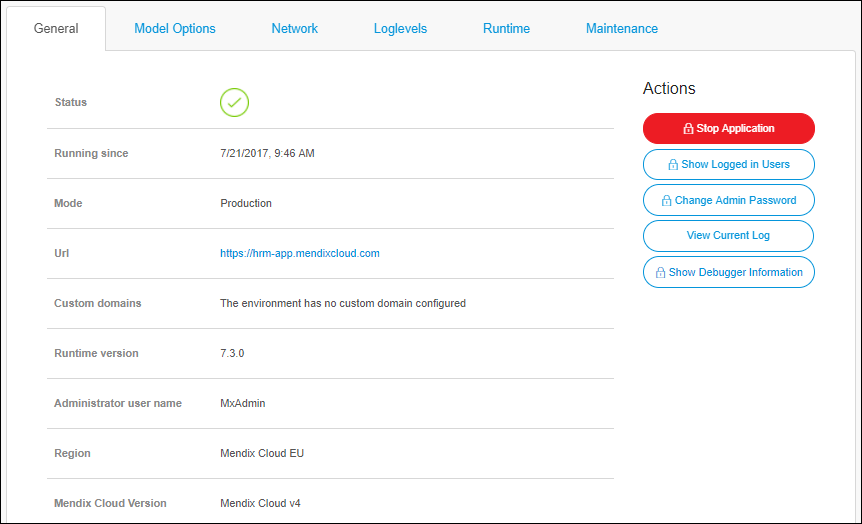 General Model Options Network Loglevels Runtime Maintenance
Actions
Status
Stop Application
Running since 7/21/2017, 9:46 AM
Show Logged in Users
Mode Production
Change Admin Password
View Current Log
Url https://hrm-app.mendixcloud.com
Show Debugger Information
Custom domains The environment has no custom domain configured
Runtime version 7.3.0
Administrator user name MxAdmin
Region Mendix Cloud EU
Mendix Cloud Version Mendix Cloud v4